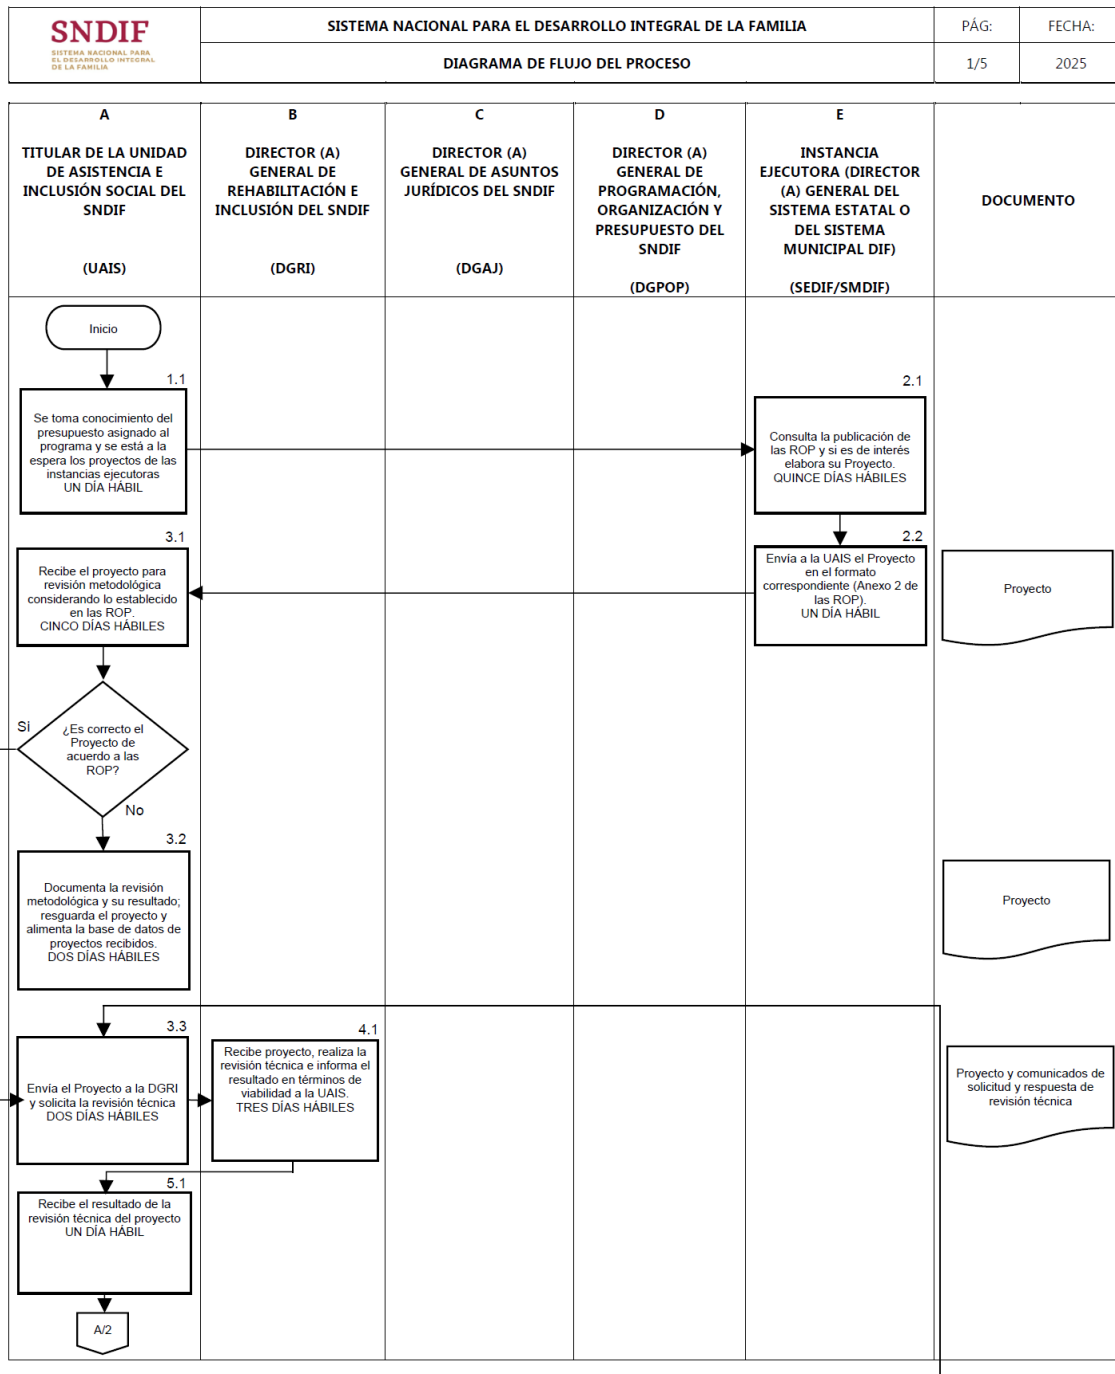 SNDIF
SISTEMA NACIONAL PARA
EL DESARROLLO INTEGRAL
DE LA FAMILIA
SISTEMA NACIONAL PARA EL DESARROLLO INTEGRAL DE LA FAMILIA
PÁG:
FECHA:
DIAGRAMA DE FLUJO DEL PROCESO
1/5
2025
A
TITULAR DE LA UNIDAD
DE ASISTENCIA E
INCLUSIÓN SOCIAL DEL
SNDIF
(UAIS)
B
DIRECTOR (A)
GENERAL DE
REHABILITACIÓN E
INCLUSIÓN DEL SNDIF
(DGRI)
C
DIRECTOR (A)
GENERAL DE ASUNTOS
JURÍDICOS DEL SNDIF
(DGAJ)
D
DIRECTOR (A)
GENERAL DE
PROGRAMACIÓN,
ORGANIZACIÓN Y
PRESUPUESTO DEL
SNDIF
(DGPOP)
E
INSTANCIA
EJECUTORA (DIRECTOR
(A) GENERAL DEL
SISTEMA ESTATAL O
DEL SISTEMA
MUNICIPAL DIF)
(SEDIF/SMDIF)
DOCUMENTO
Inicio
1.1
Se toma conocimiento del
presupuesto asignado al
programa y se está a la
espera los proyectos de las
instancias ejecutoras
UN DÍA HÁBIL
2.1
Consulta la publicación de
las ROP y si es de interés
elabora su Proyecto.
QUINCE DÍAS HÁBILES
2.2
Envía a la UAIS el Proyecto
en el formato
correspondiente (Anexo 2 de
las ROP).
UN DÍA HÁBIL
Proyecto
3.1
Recibe el proyecto para
revisión metodológica
considerando lo establecido
en las ROP.
CINCO DÍAS HÁBILES
Si
¿Es correcto el
Proyecto de
acuerdo a las
ROP?
No
3.2
Documenta la revisión
metodológica y su resultado;
resguarda el proyecto y
alimenta la base de datos de
proyectos recibidos.
DOS DÍAS HÁBILES
Proyecto
3.3
Envía el Proyecto a la DGRI
y solicita la revisión técnica
DOS DÍAS HÁBILES
4.1
Recibe proyecto, realiza la
revisión técnica e informa el
resultado en términos de
viabilidad a la UAIS.
TRES DÍAS HÁBILES
Proyecto y comunicados de
solicitud y respuesta de
revisión técnica
5.1
Recibe el resultado de la
revisión técnica del proyecto
UN DÍA HÁBIL
A/2